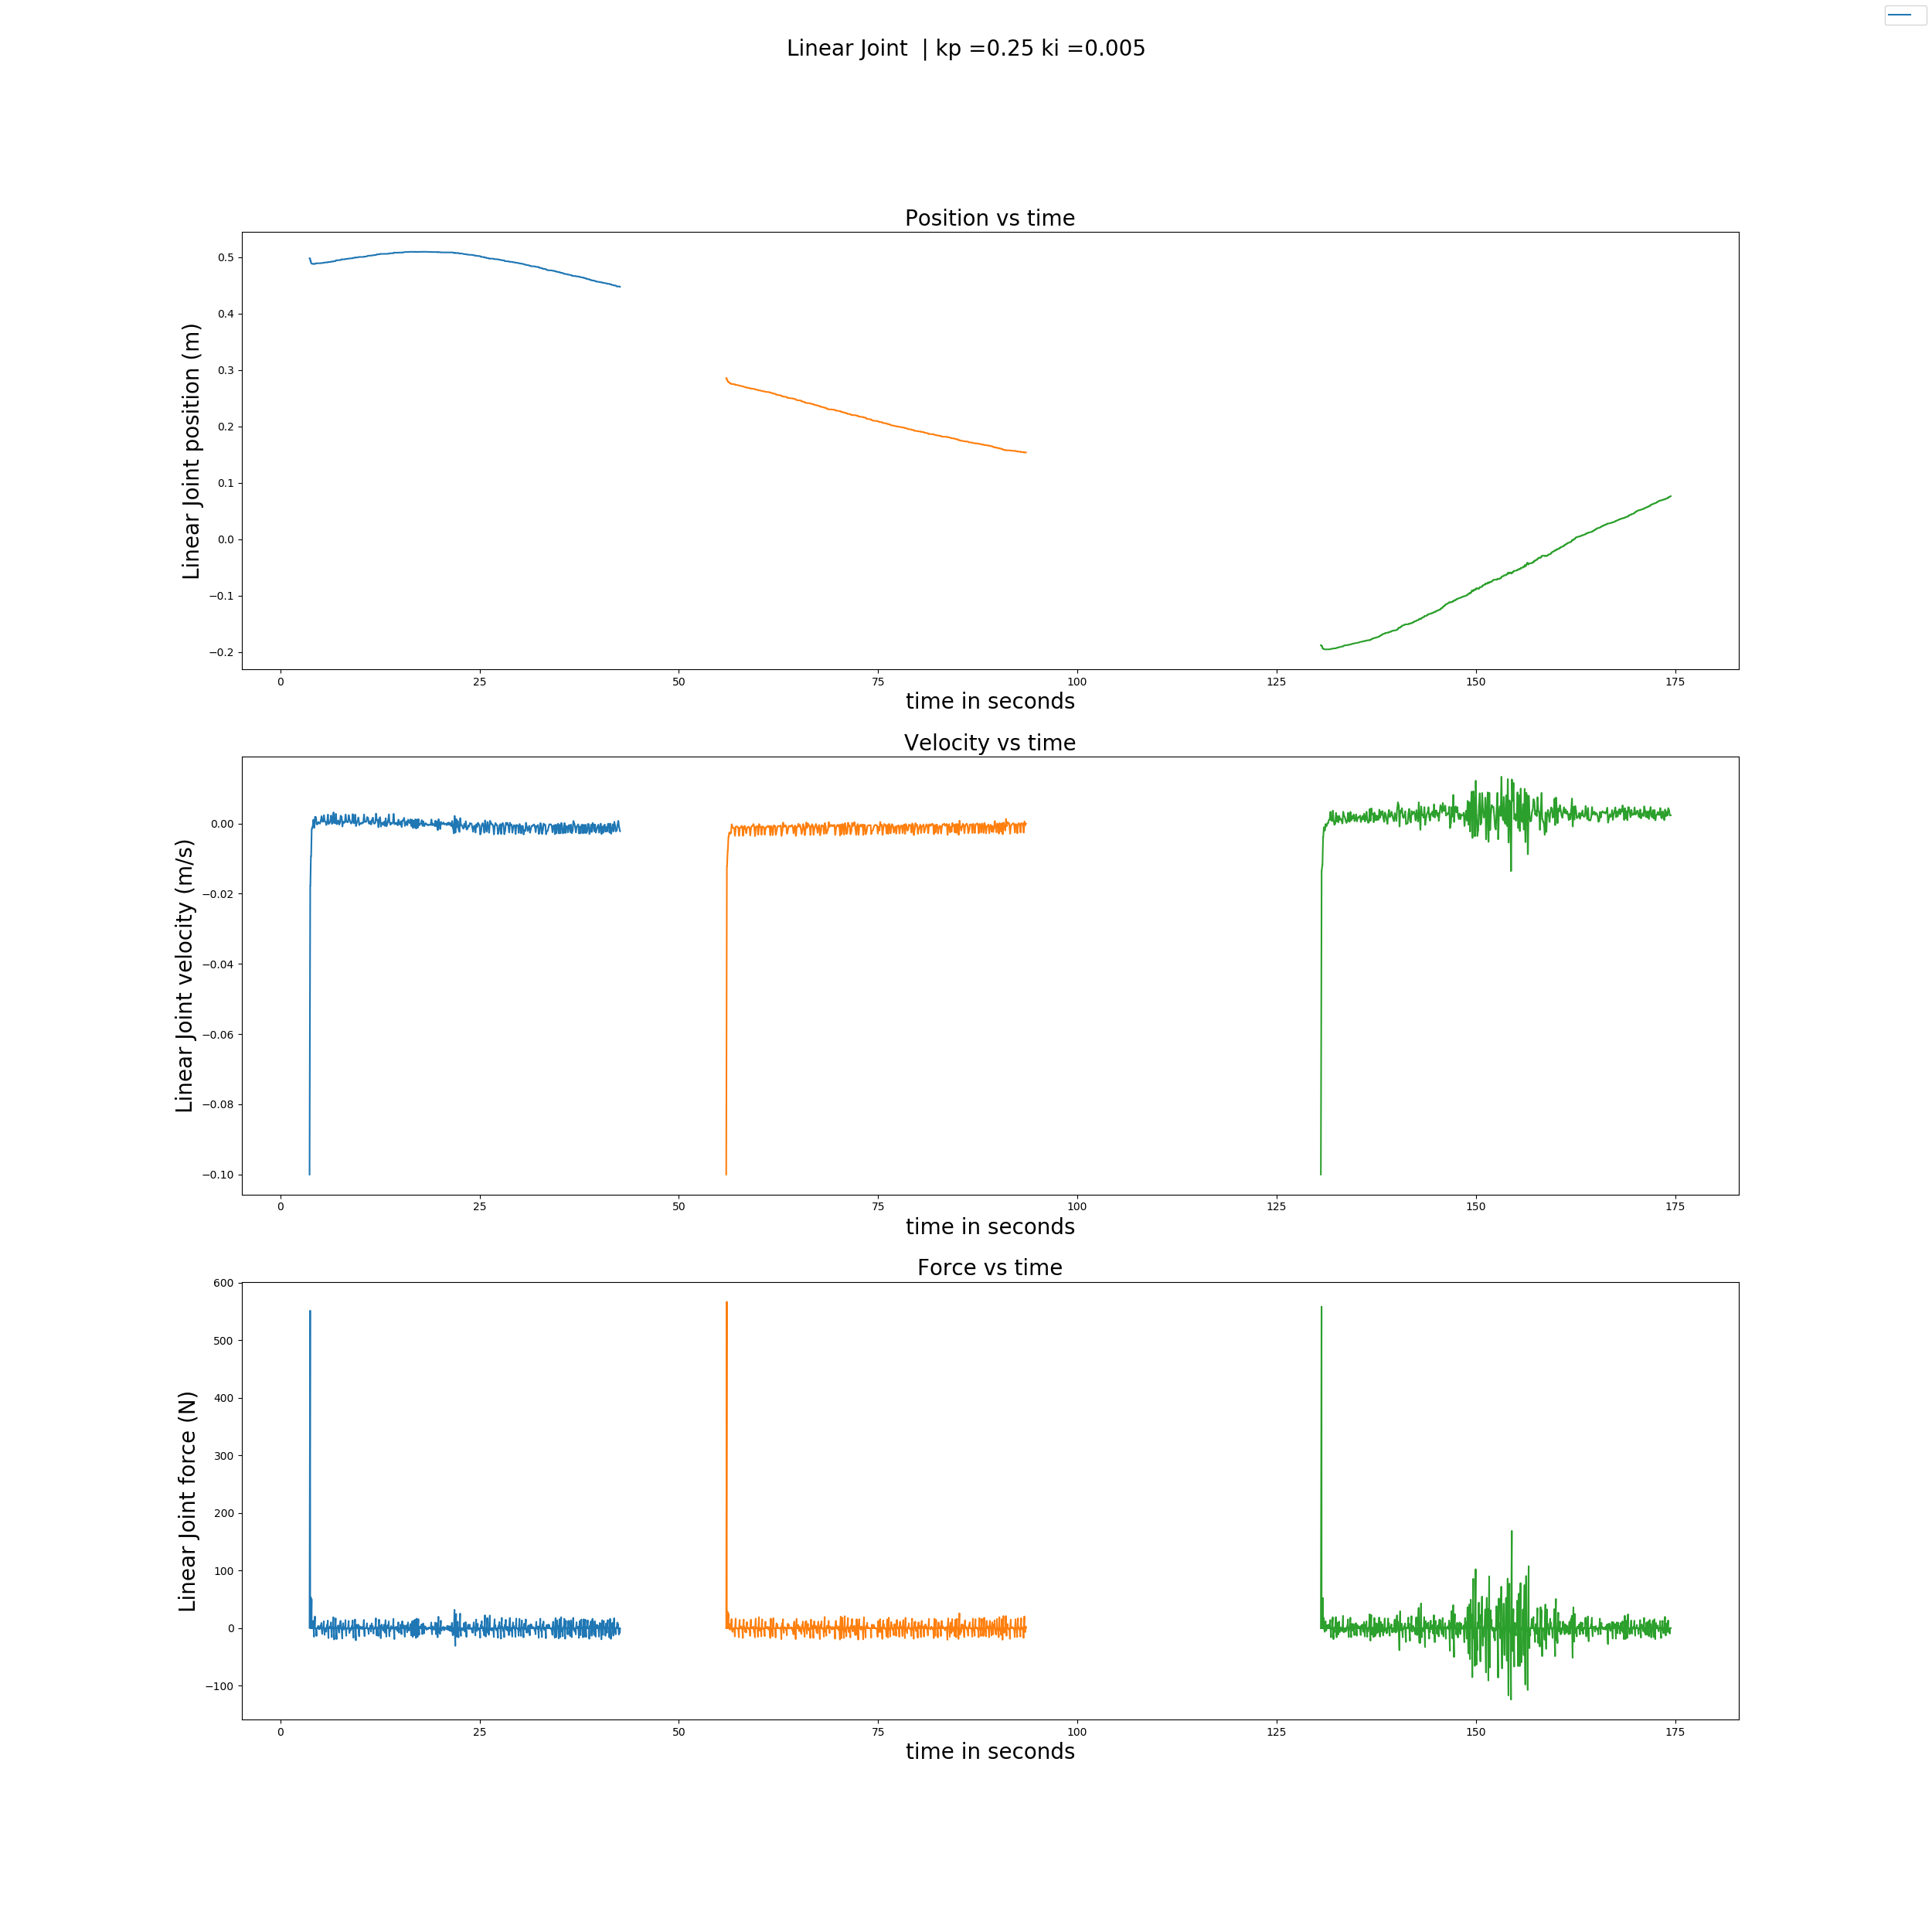 Linear Joint  | kp =0.25 ki =0.005
Position vs time
Linear Joint position (m)
0.5
0.4
0.3
0.2
0.1
0.0
−0.1
−0.2
0 25 50 75 100 125 150 175
time in seconds
Velocity vs time
Linear Joint velocity (m/s)
0.00
−0.02
−0.04
−0.06
−0.08
−0.10
0 25 50 75 100 125 150 175
time in seconds
Force vs time
Linear Joint force (N)
600
500
400
300
200
100
0
−100
0 25 50 75 100 125 150 175
time in seconds